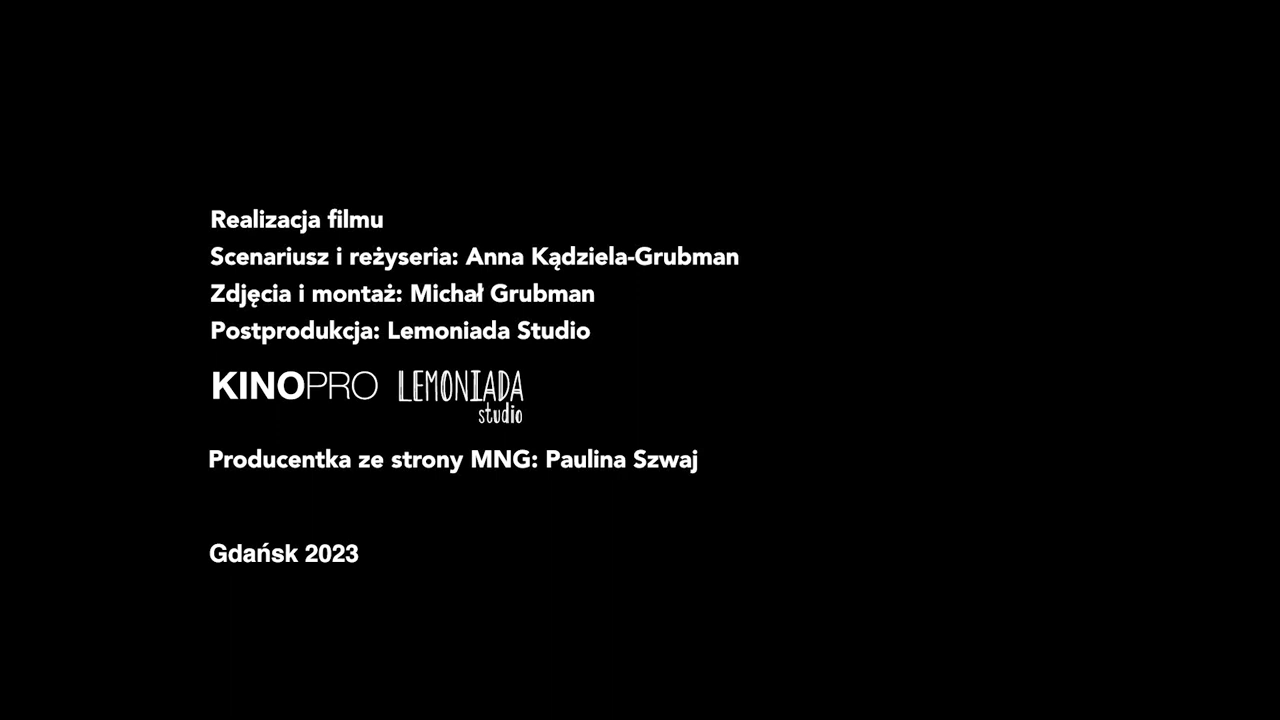 Realizacja filmu
Scenariusz i reżyseria: Anna Kądziela-Grubman
Zdjęcia i montaż: Michał Grubman
Postprodukcja: Lemoniada Studio
KINOPRO LEMONIADA
studio
Producentka ze strony MNG: Paulina Szwaj
Gdańsk 2023